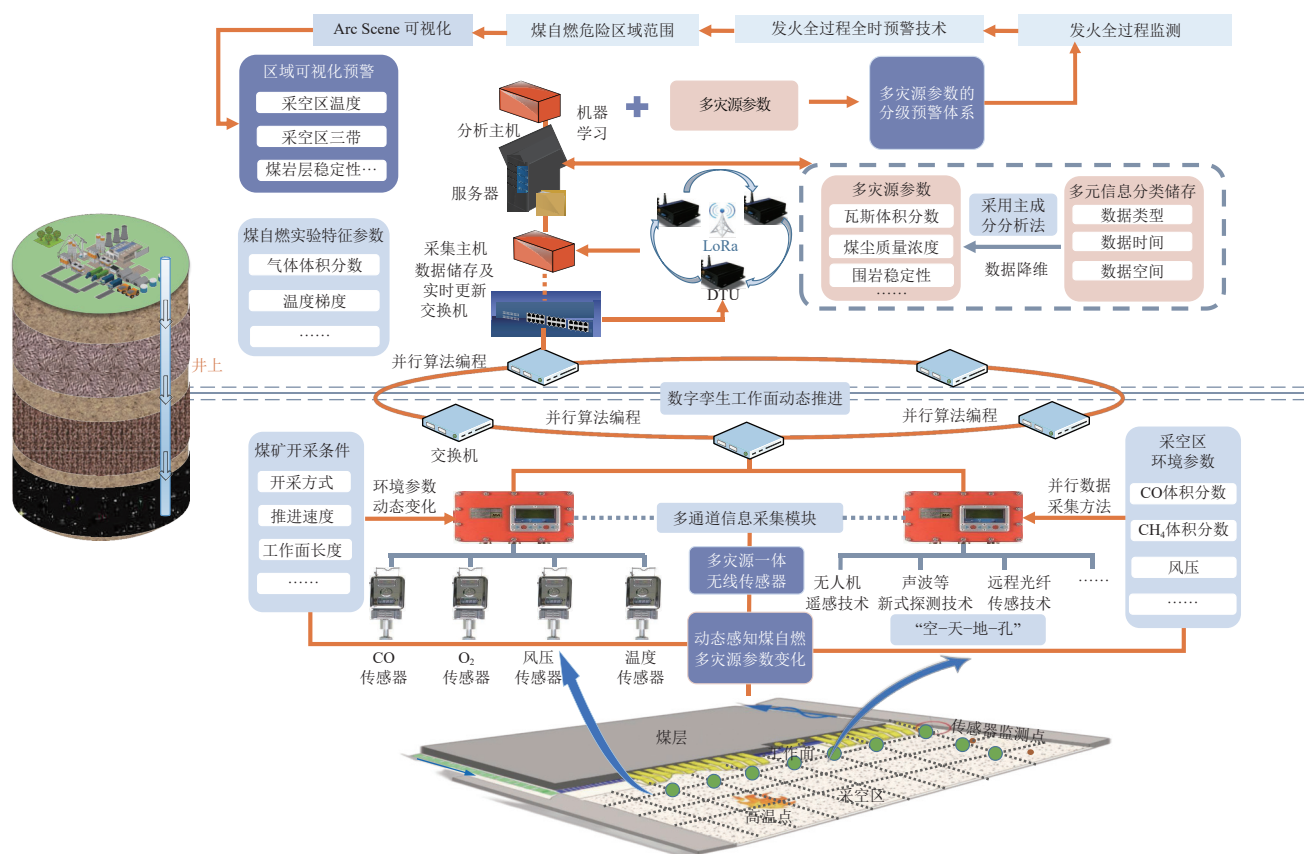 Arc Scene 可视化
煤自燃危险区域范围
发火全过程全时预警技术
发火全过程监测
区域可视化预警
采空区温度
采空区三带
煤岩层稳定性…
分析主机
机器
学习
多灾源参数
多灾源参数的
分级预警体系
服务器
LoRa
DTU
多灾源参数
瓦斯体积分数
煤尘质量浓度
围岩稳定性
……
采用主成
分分析法
数据降维
多元信息分类储存
数据类型
数据时间
数据空间
煤自燃实验特征参数
气体体积分数
温度梯度
……
采集主机
数据储存及
实时更新
交换机
井上
并行算法编程
数字孪生工作面动态推进
并行算法编程
并行算法编程
交换机
煤矿开采条件
开采方式
推进速度
工作面长度
……
环境参数
动态变化
多通道信息采集模块
并行数据
采集方法
采空区
环境参数
CO体积分数
CH₄体积分数
风压
……
多灾源一体
无线传感器
无人机
遥感技术
声波等
新式探测技术
远程光纤
传感技术
……
“空−天−地−孔”
动态感知煤自燃
多灾源参数变化
CO
传感器
O₂
传感器
风压
传感器
温度
传感器
煤层
工作面
传感器监测点
采空区
高温点